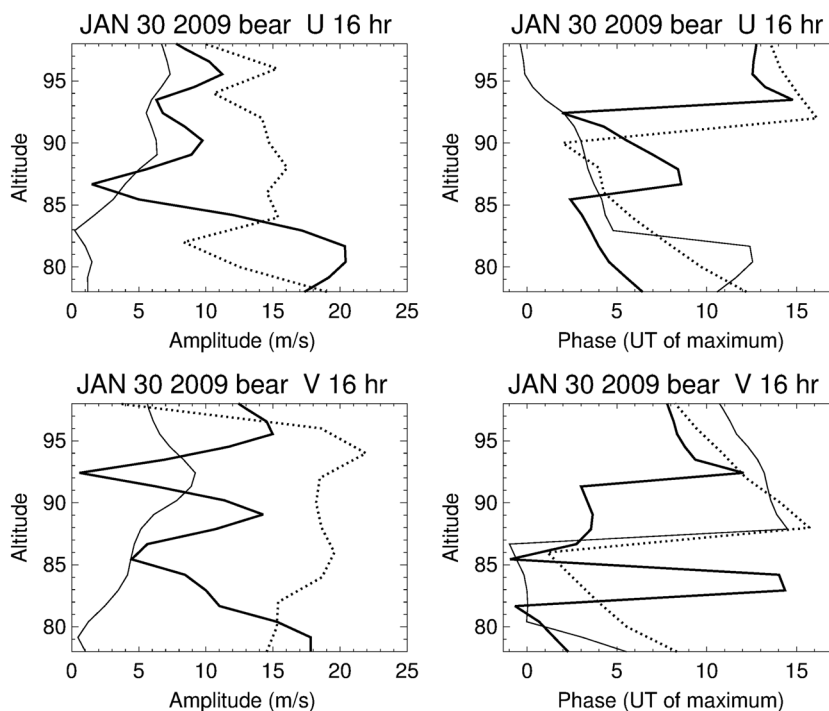 JAN 30 2009 bear U 16 hr
95
90
85
80
Altitude
0 5 10 15 20 25
Amplitude (m/s)
JAN 30 2009 bear U 16 hr
95
90
85
80
Altitude
0 5 10 15
Phase (UT of maximum)
JAN 30 2009 bear V 16 hr
95
90
85
80
Altitude
0 5 10 15 20 25
Amplitude (m/s)
JAN 30 2009 bear V 16 hr
95
90
85
80
Altitude
0 5 10 15
Phase (UT of maximum)